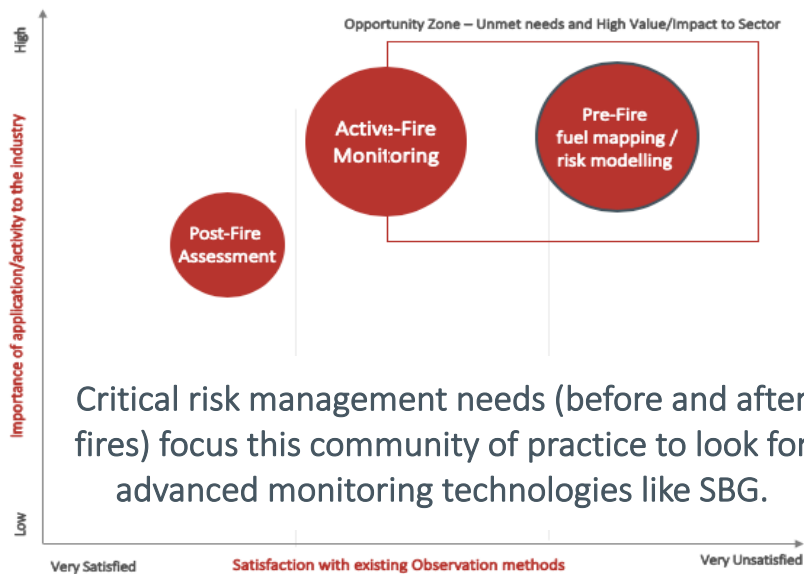 Opportunity Zone – Unmet needs and High Value/Impact to Sector
High
Importance of application/activity to the industry
Low
Active-Fire
Monitoring
Pre-Fire
fuel mapping /
risk modelling
Post-Fire
Assessment
Critical risk management needs (before and after
fires) focus this community of practice to look for
advanced monitoring technologies like SBG.
Very Satisfied
Satisfaction with existing Observation methods
Very Unsatisfied